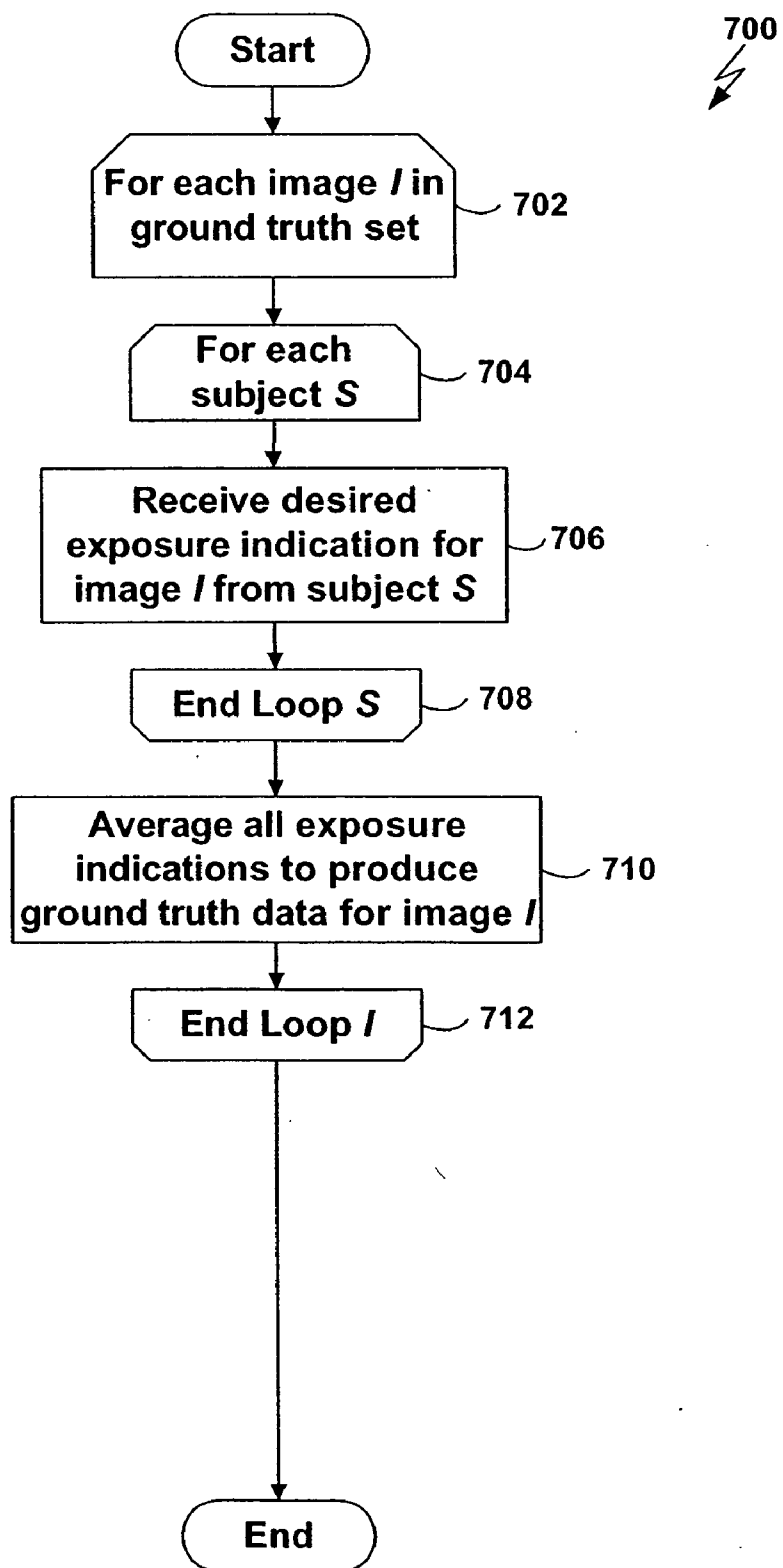 Start
700
For each image I in
ground truth set
702
For each
subject S
704
Receive desired
exposure indication for
image I from subject S
706
End Loop S
708
Average all exposure
indications to produce
ground truth data for image I
710
End Loop I
712
End